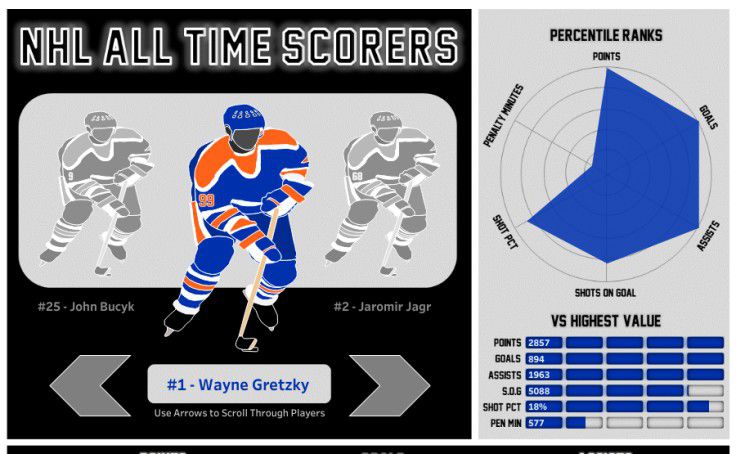 NHL ALL TIME SCORERS
9
99
68
#25 - John Bucyk
#2 - Jaromir Jagr
#1 - Wayne Gretzky
Use Arrows to Scroll Through Players
PERCENTILE RANKS
POINTS
PENALTY MINUTES
GOALS
SHOT PCT
ASSISTS
SHOTS ON GOAL
VS HIGHEST VALUE
POINTS 2857
GOALS 894
ASSISTS 1963
S.O.G 5088
SHOT PCT 18%
PEN MIN 577